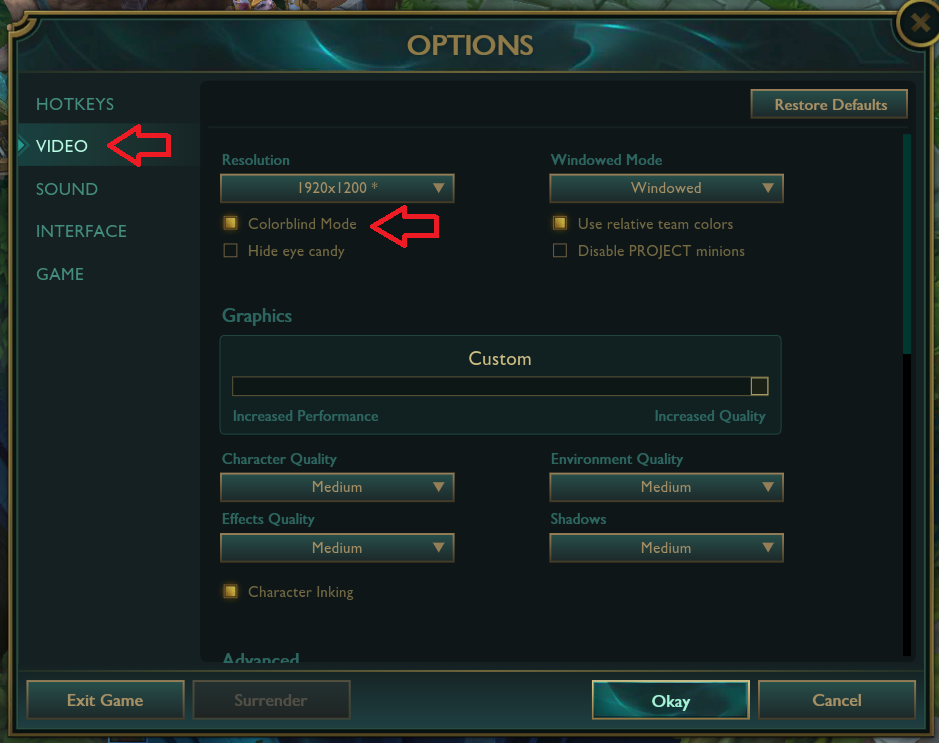 OPTIONS
HOTKEYS
VIDEO
SOUND
INTERFACE
GAME
Restore Defaults
Resolution
1920x1200 *
Windowed Mode
Windowed
Colorblind Mode
Use relative team colors
Hide eye candy
Disable PROJECT minions
Graphics
Custom
Increased Performance
Increased Quality
Character Quality
Medium
Environment Quality
Medium
Effects Quality
Medium
Shadows
Medium
Character Inking
Advanced
Exit Game
Surrender
Okay
Cancel